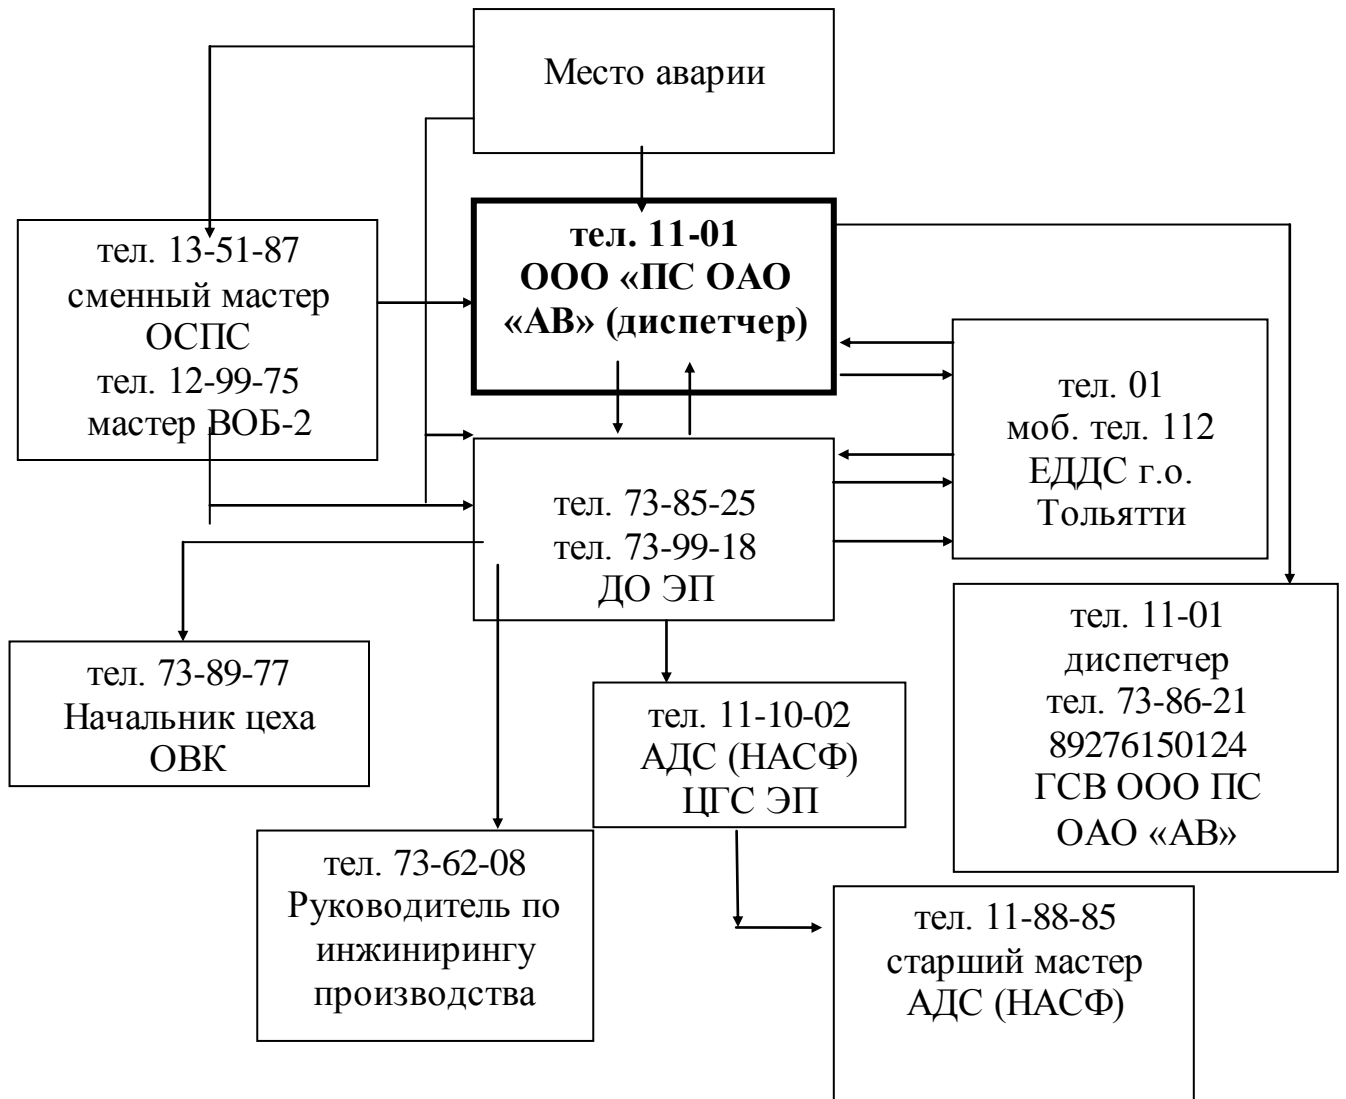 Место аварии
тел. 13-51-87
сменный мастер
ОСПС
тел. 12-99-75
мастер ВОБ-2
тел. 11-01
ООО «ПС ОАО
«АВ» (диспетчер)
тел. 01
моб. тел. 112
ЕДДС г.о.
Тольятти
тел. 73-85-25
тел. 73-99-18
ДО ЭП
тел. 73-89-77
Начальник цеха
ОВК
тел. 11-10-02
АДС (НАСФ)
ЦГС ЭП
тел. 11-01
диспетчер
тел. 73-86-21
89276150124
ГСВ ООО ПС
ОАО «АВ»
тел. 73-62-08
Руководитель по
инжинирингу
производства
тел. 11-88-85
старший мастер
АДС (НАСФ)